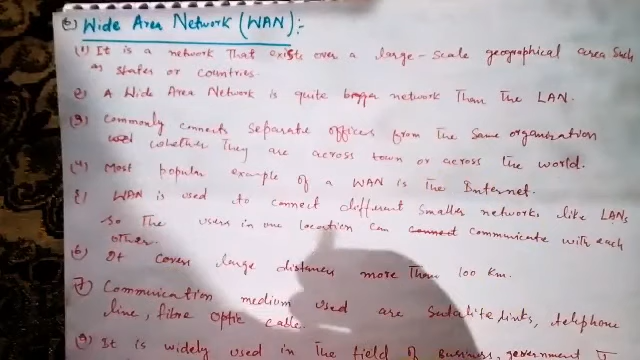 (c) Wide Area Network (WAN):
(1) It is a network That exists over a large-scale geographical area Such
as states or countries.
(2) A Wide Area Network is quite bigger network Than the LAN.
(3) Commonly connects separate offices from The same organization
whether They are across town or across the world.
(4) Most popular example of a WAN is The Internet.
5) WAN is used to connect different smaller networks like LANs
So The users in one location can connect communicate with each
other.
6) It covers large distances more Than 100 km.
7) Communication medium used are Satalite links, telephone
line, fibre optic cable.
8) It is widely used in The field of Business, government